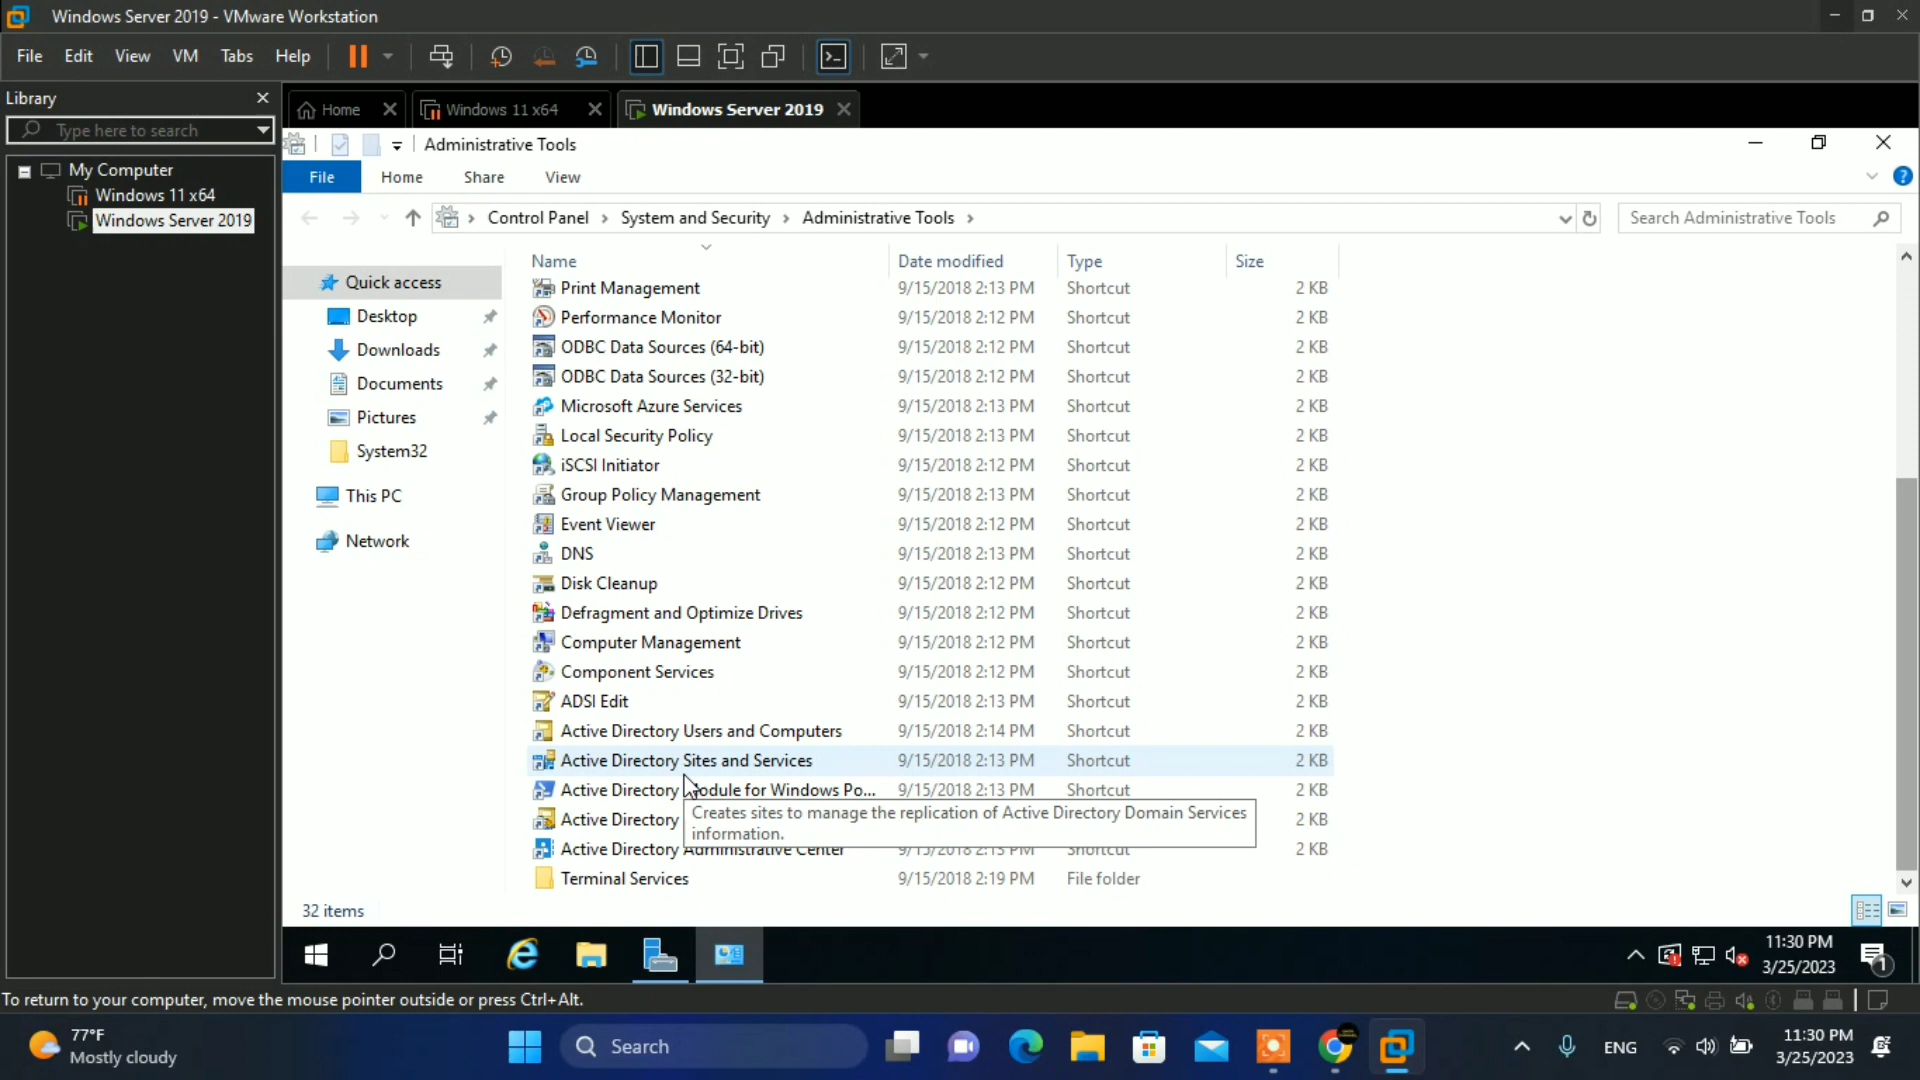 Windows Server 2019 - VMware Workstation
File Edit View VM Tabs Help
Library
Home Windows 11 x64 Windows Server 2019
Type here to search
Administrative Tools
My Computer
File Home Share View
Windows 11 x64
Windows Server 2019
Control Panel System and Security Administrative Tools
Search Administrative Tools
Name Date modified Type Size
Quick access
Desktop
Downloads
Documents
Pictures
System32
This PC
Network
Print Management 9/15/2018 2:13 PM Shortcut 2 KB
Performance Monitor 9/15/2018 2:12 PM Shortcut 2 KB
ODBC Data Sources (64-bit) 9/15/2018 2:12 PM Shortcut 2 KB
ODBC Data Sources (32-bit) 9/15/2018 2:12 PM Shortcut 2 KB
Microsoft Azure Services 9/15/2018 2:13 PM Shortcut 2 KB
Local Security Policy 9/15/2018 2:13 PM Shortcut 2 KB
iSCSI Initiator 9/15/2018 2:12 PM Shortcut 2 KB
Group Policy Management 9/15/2018 2:13 PM Shortcut 2 KB
Event Viewer 9/15/2018 2:12 PM Shortcut 2 KB
DNS 9/15/2018 2:13 PM Shortcut 2 KB
Disk Cleanup 9/15/2018 2:12 PM Shortcut 2 KB
Defragment and Optimize Drives 9/15/2018 2:12 PM Shortcut 2 KB
Computer Management 9/15/2018 2:12 PM Shortcut 2 KB
Component Services 9/15/2018 2:12 PM Shortcut 2 KB
ADSI Edit 9/15/2018 2:13 PM Shortcut 2 KB
Active Directory Users and Computers 9/15/2018 2:14 PM Shortcut 2 KB
Active Directory Sites and Services 9/15/2018 2:13 PM Shortcut 2 KB
Active Directory Module for Windows Po... 9/15/2018 2:13 PM Shortcut 2 KB
Active Directory 2 KB
Creates sites to manage the replication of Active Directory Domain Services
information.
Active Directory Administrative Center 9/15/2018 2:13 PM Shortcut 2 KB
Terminal Services 9/15/2018 2:19 PM File folder
32 items
11:30 PM
3/25/2023
1
To return to your computer, move the mouse pointer outside or press Ctrl+Alt.
77°F
Mostly cloudy
Search
ENG
11:30 PM
3/25/2023